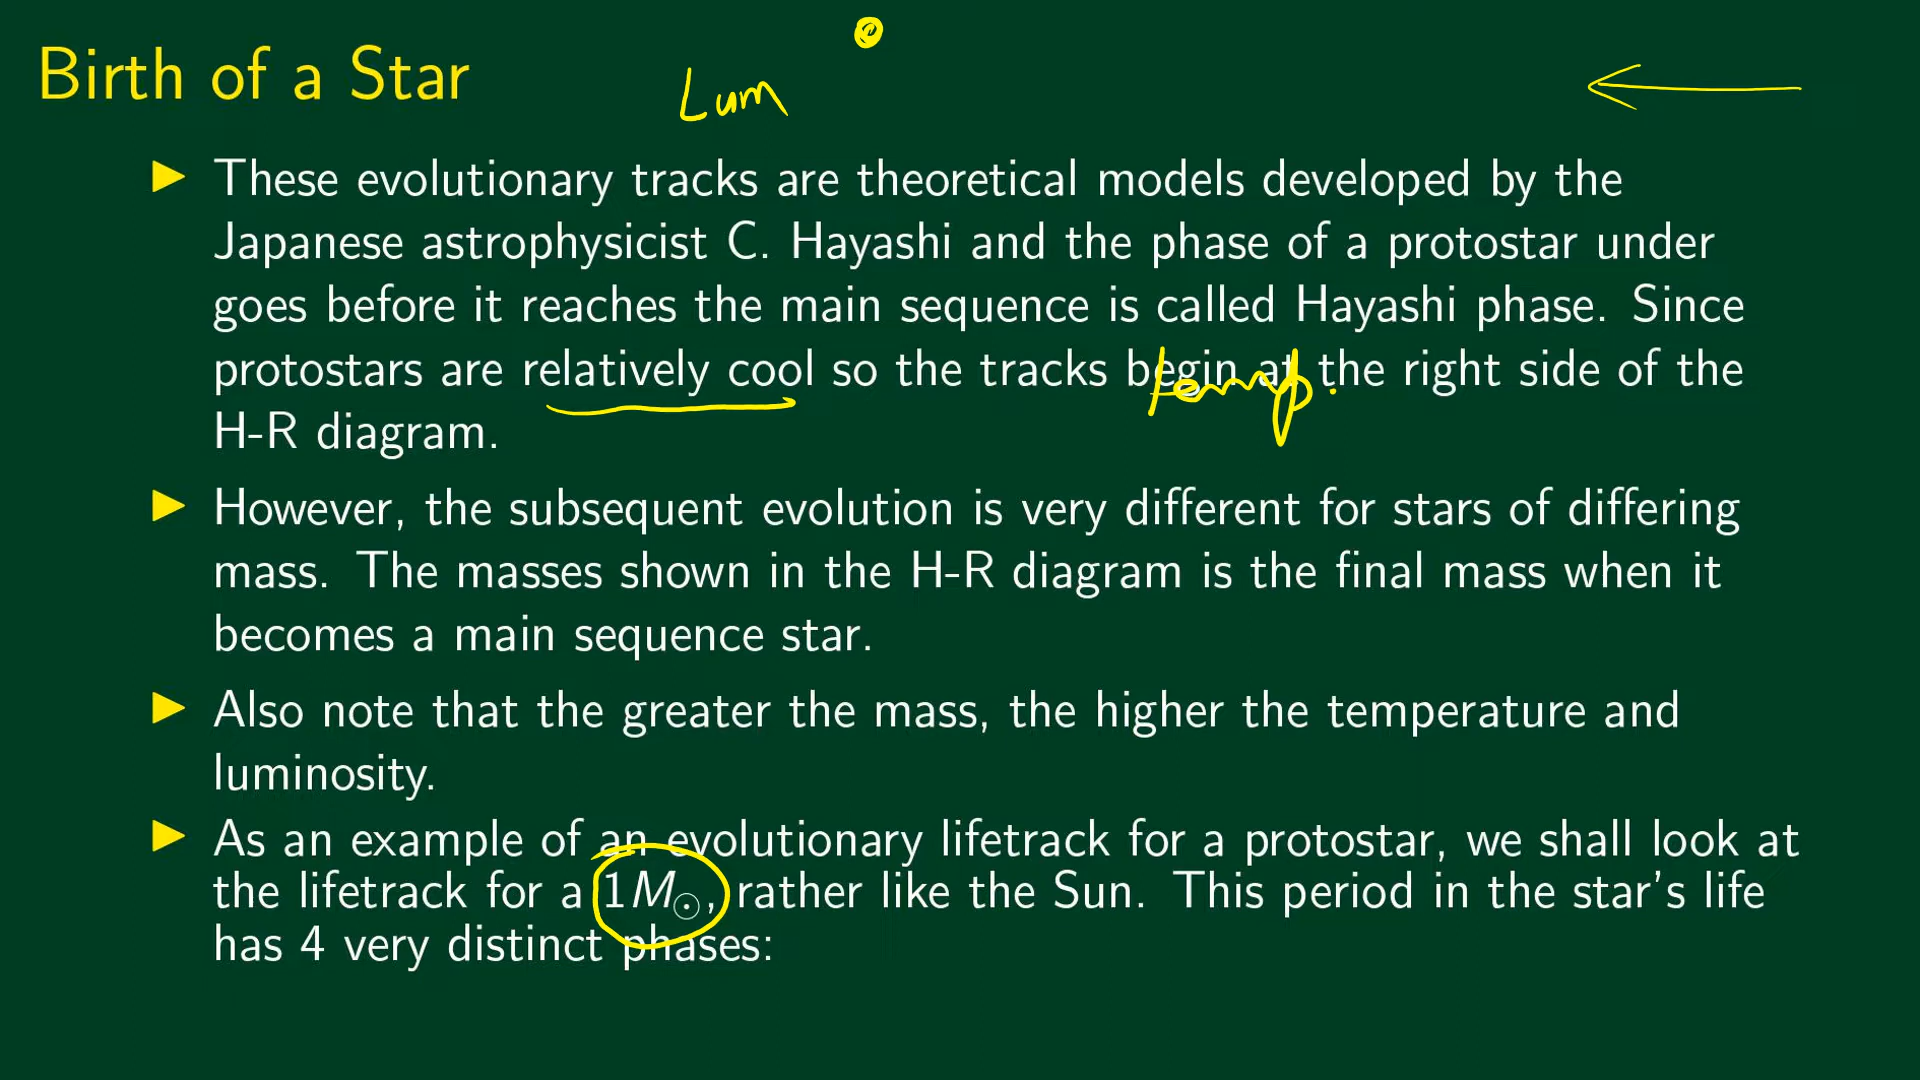 Birth of a Star
Lum
▶ These evolutionary tracks are theoretical models developed by the
Japanese astrophysicist C. Hayashi and the phase of a protostar under
goes before it reaches the main sequence is called Hayashi phase. Since
protostars are relatively cool so the tracks begin at the right side of the
temp.
H-R diagram.
▶ However, the subsequent evolution is very different for stars of differing
mass. The masses shown in the H-R diagram is the final mass when it
becomes a main sequence star.
▶ Also note that the greater the mass, the higher the temperature and
luminosity.
▶ As an example of an evolutionary lifetrack for a protostar, we shall look at
the lifetrack for a 1M☉, rather like the Sun. This period in the star's life
has 4 very distinct phases: